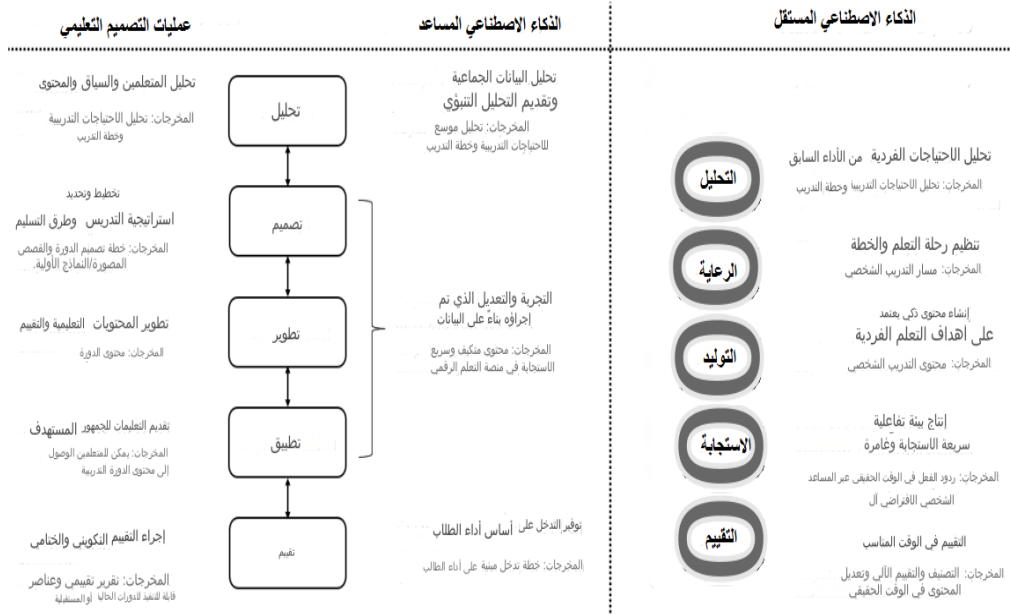 عمليات التصميم التعليمي
الذكاء الاصطناعي المساعد
الذكاء الاصطناعي المستقل
تحليل المتعلمين والسياق والمحتوى
المخرجات: تحليل الاحتياجات التدريبية
وخطة التدريب
تحليل
تحليل البيانات الجماعية
وتقديم التحليل التنبؤي
المخرجات: تحليل موسع
للاحتياجات التدريبية وخطة التدريب
تخطيط وتحديد
استراتيجية التدريس وطرق التسليم
المخرجات: خطة تصميم الدورة والقصص
المصورة/النماذج الأولية.
تصميم
تطوير المحتويات التعليمية والتقييم
المخرجات: محتوى الدورة
تطوير
التجربة والتعديل الذي تم
إجراؤه بناءً على البيانات
المخرجات: محتوى متكيف وسريع
الاستجابة في منصة التعلم الرقمي
تقديم التعليمات للجمهور المستهدف
المخرجات: يمكن للمتعلمين الوصول
إلى محتوى الدورة التدريبية
تطبيق
إجراء التقييم التكويني والختامي
المخرجات: تقرير تقييمي وعناصر
قابلة للتنفيذ للدورات الحالية أو المستقبلية
تقيم
توفير التدخل على أساس أداء الطلاب
المخرجات: خطة تدخل مبنية على أداء الطالب
التحليل
تحليل الاحتياجات الفردية من الأداء السابق
المخرجات: تحليل الاحتياجات التدريبية وخطة التدريب
الرعاية
تنظيم رحلة التعلم والخطة
المخرجات: مسار التدريب الشخصي
التوليد
إنشاء محتوى ذكي يعتمد
على أهداف التعلم الفردية
المخرجات: محتوى التدريب الشخصي
الاستجابة
إنتاج بيئة تفاعلية
سريعة الاستجابة وغامرة
المخرجات: ردود الفعل في الوقت الحقيقي عبر المساعد
الشخصي الافتراضي آل
التقييم
التقييم في الوقت المناسب
المخرجات: التصنيف والتقييم الآلي وتعديل
المحتوى في الوقت الحقيقي